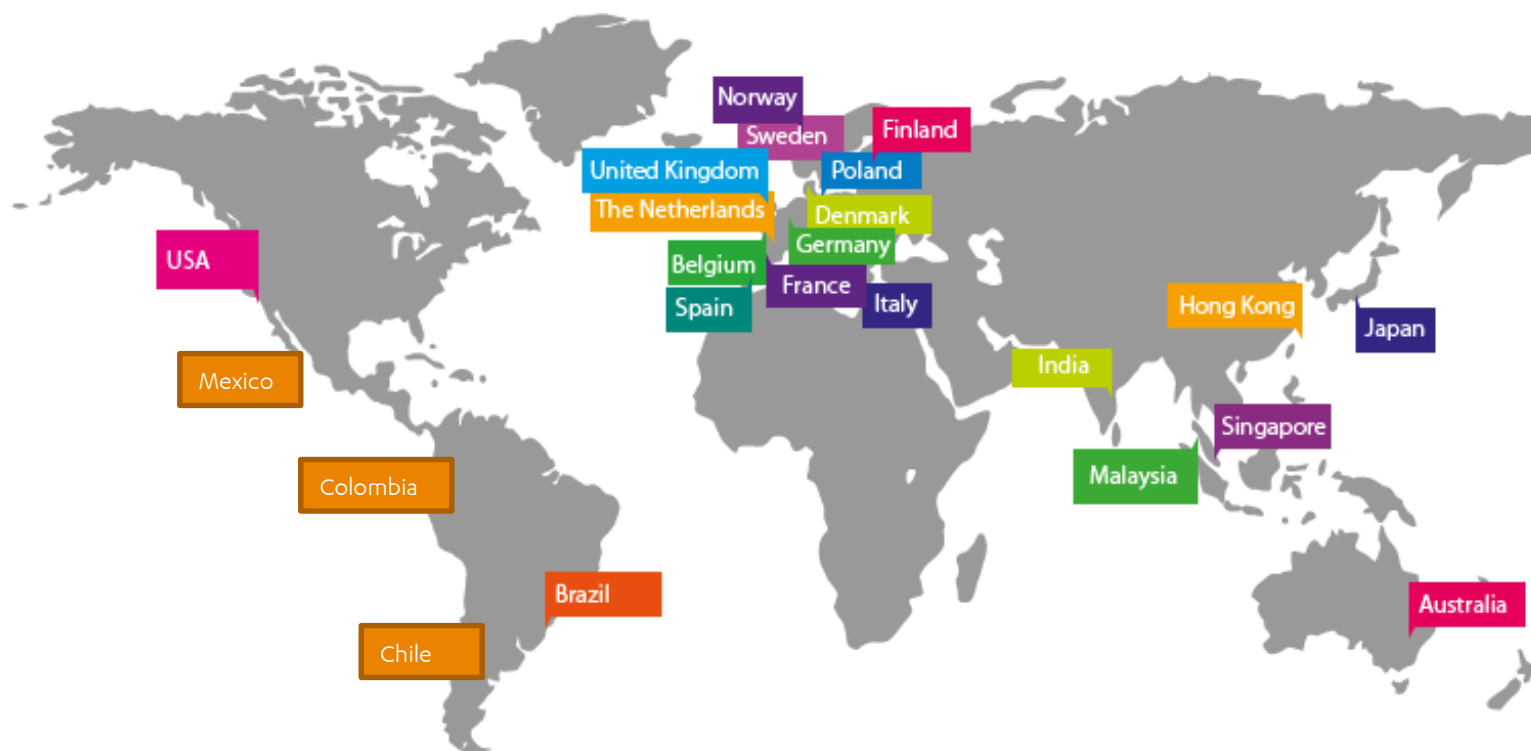 Norway
Sweden
Finland
United Kingdom
Poland
The Netherlands
Denmark
Germany
USA
Belgium
France
Spain
Italy
Hong Kong
Japan
Mexico
India
Singapore
Malaysia
Colombia
Brazil
Australia
Chile